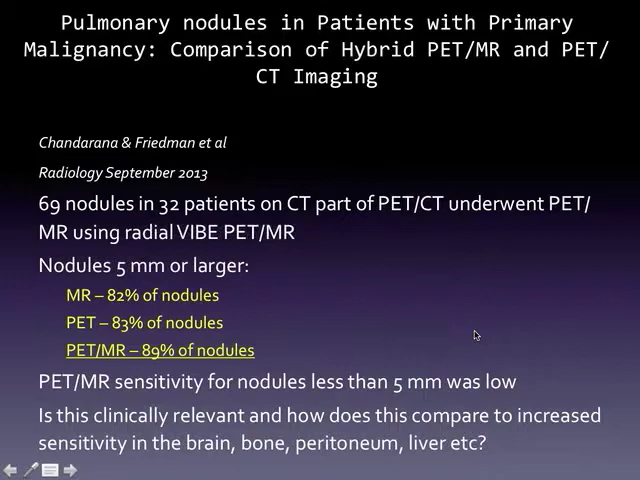 Pulmonary nodules in Patients with Primary
Malignancy: Comparison of Hybrid PET/MR and PET/
CT Imaging
Chandarana & Friedman et al
Radiology September 2013
69 nodules in 32 patients on CT part of PET/CT underwent PET/
MR using radial VIBE PET/MR
Nodules 5 mm or larger:
MR – 82% of nodules
PET – 83% of nodules
PET/MR – 89% of nodules
PET/MR sensitivity for nodules less than 5 mm was low
Is this clinically relevant and how does this compare to increased
sensitivity in the brain, bone, peritoneum, liver etc?